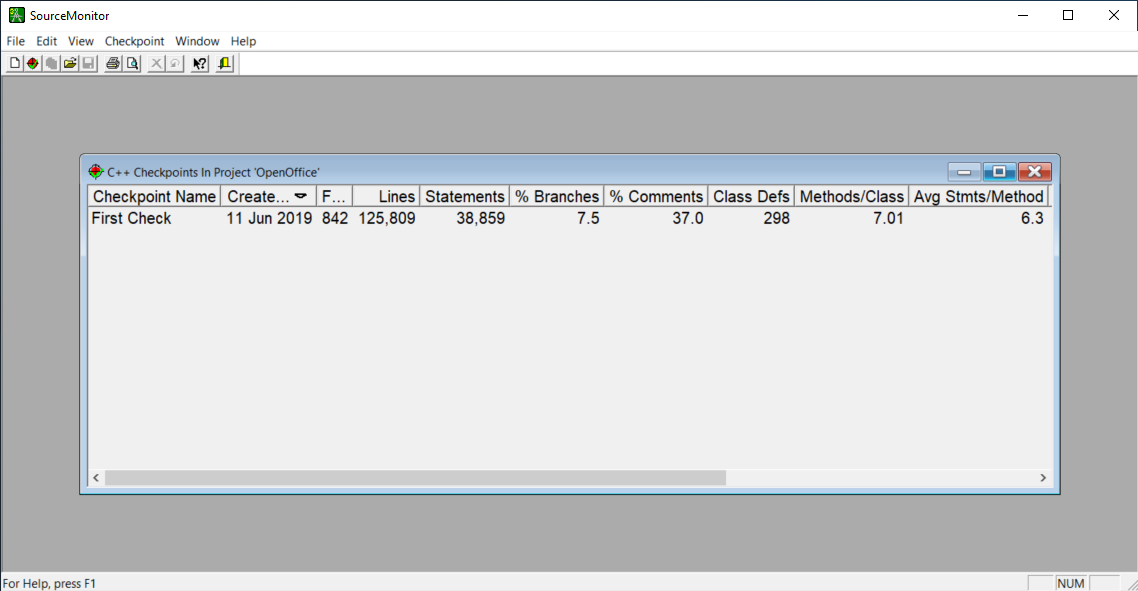 SourceMonitor
File Edit View Checkpoint Window Help
C++ Checkpoints In Project 'OpenOffice'
Checkpoint Name Create... F... Lines Statements % Branches % Comments Class Defs Methods/Class Avg Stmts/Method
First Check 11 Jun 2019 842 125,809 38,859 7.5 37.0 298 7.01 6.3
For Help, press F1 NUM